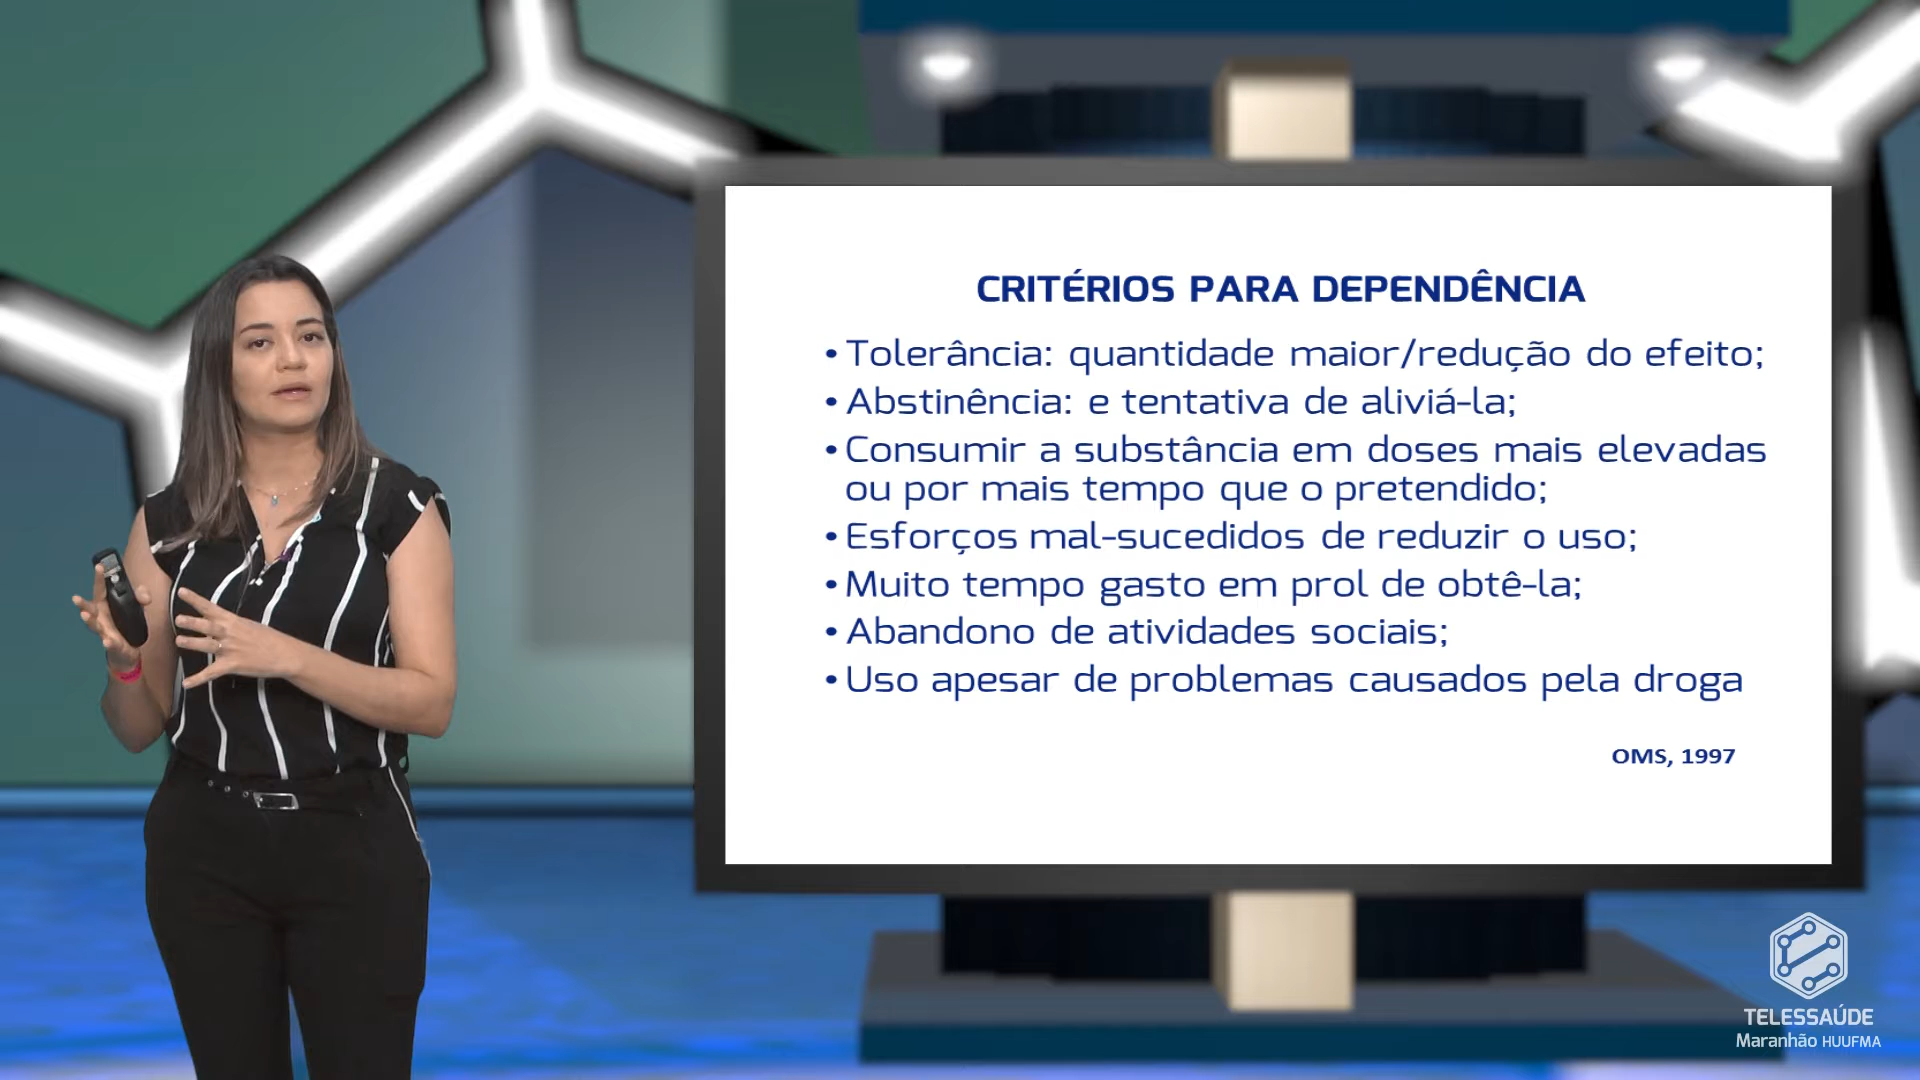 CRITÉRIOS PARA DEPENDÊNCIA
• Tolerância: quantidade maior/redução do efeito;
• Abstinência: e tentativa de aliviá-la;
• Consumir a substância em doses mais elevadas
ou por mais tempo que o pretendido;
• Esforços mal-sucedidos de reduzir o uso;
• Muito tempo gasto em prol de obtê-la;
• Abandono de atividades sociais;
• Uso apesar de problemas causados pela droga
OMS, 1997
TELESSAÚDE
Maranhão HUUFMA